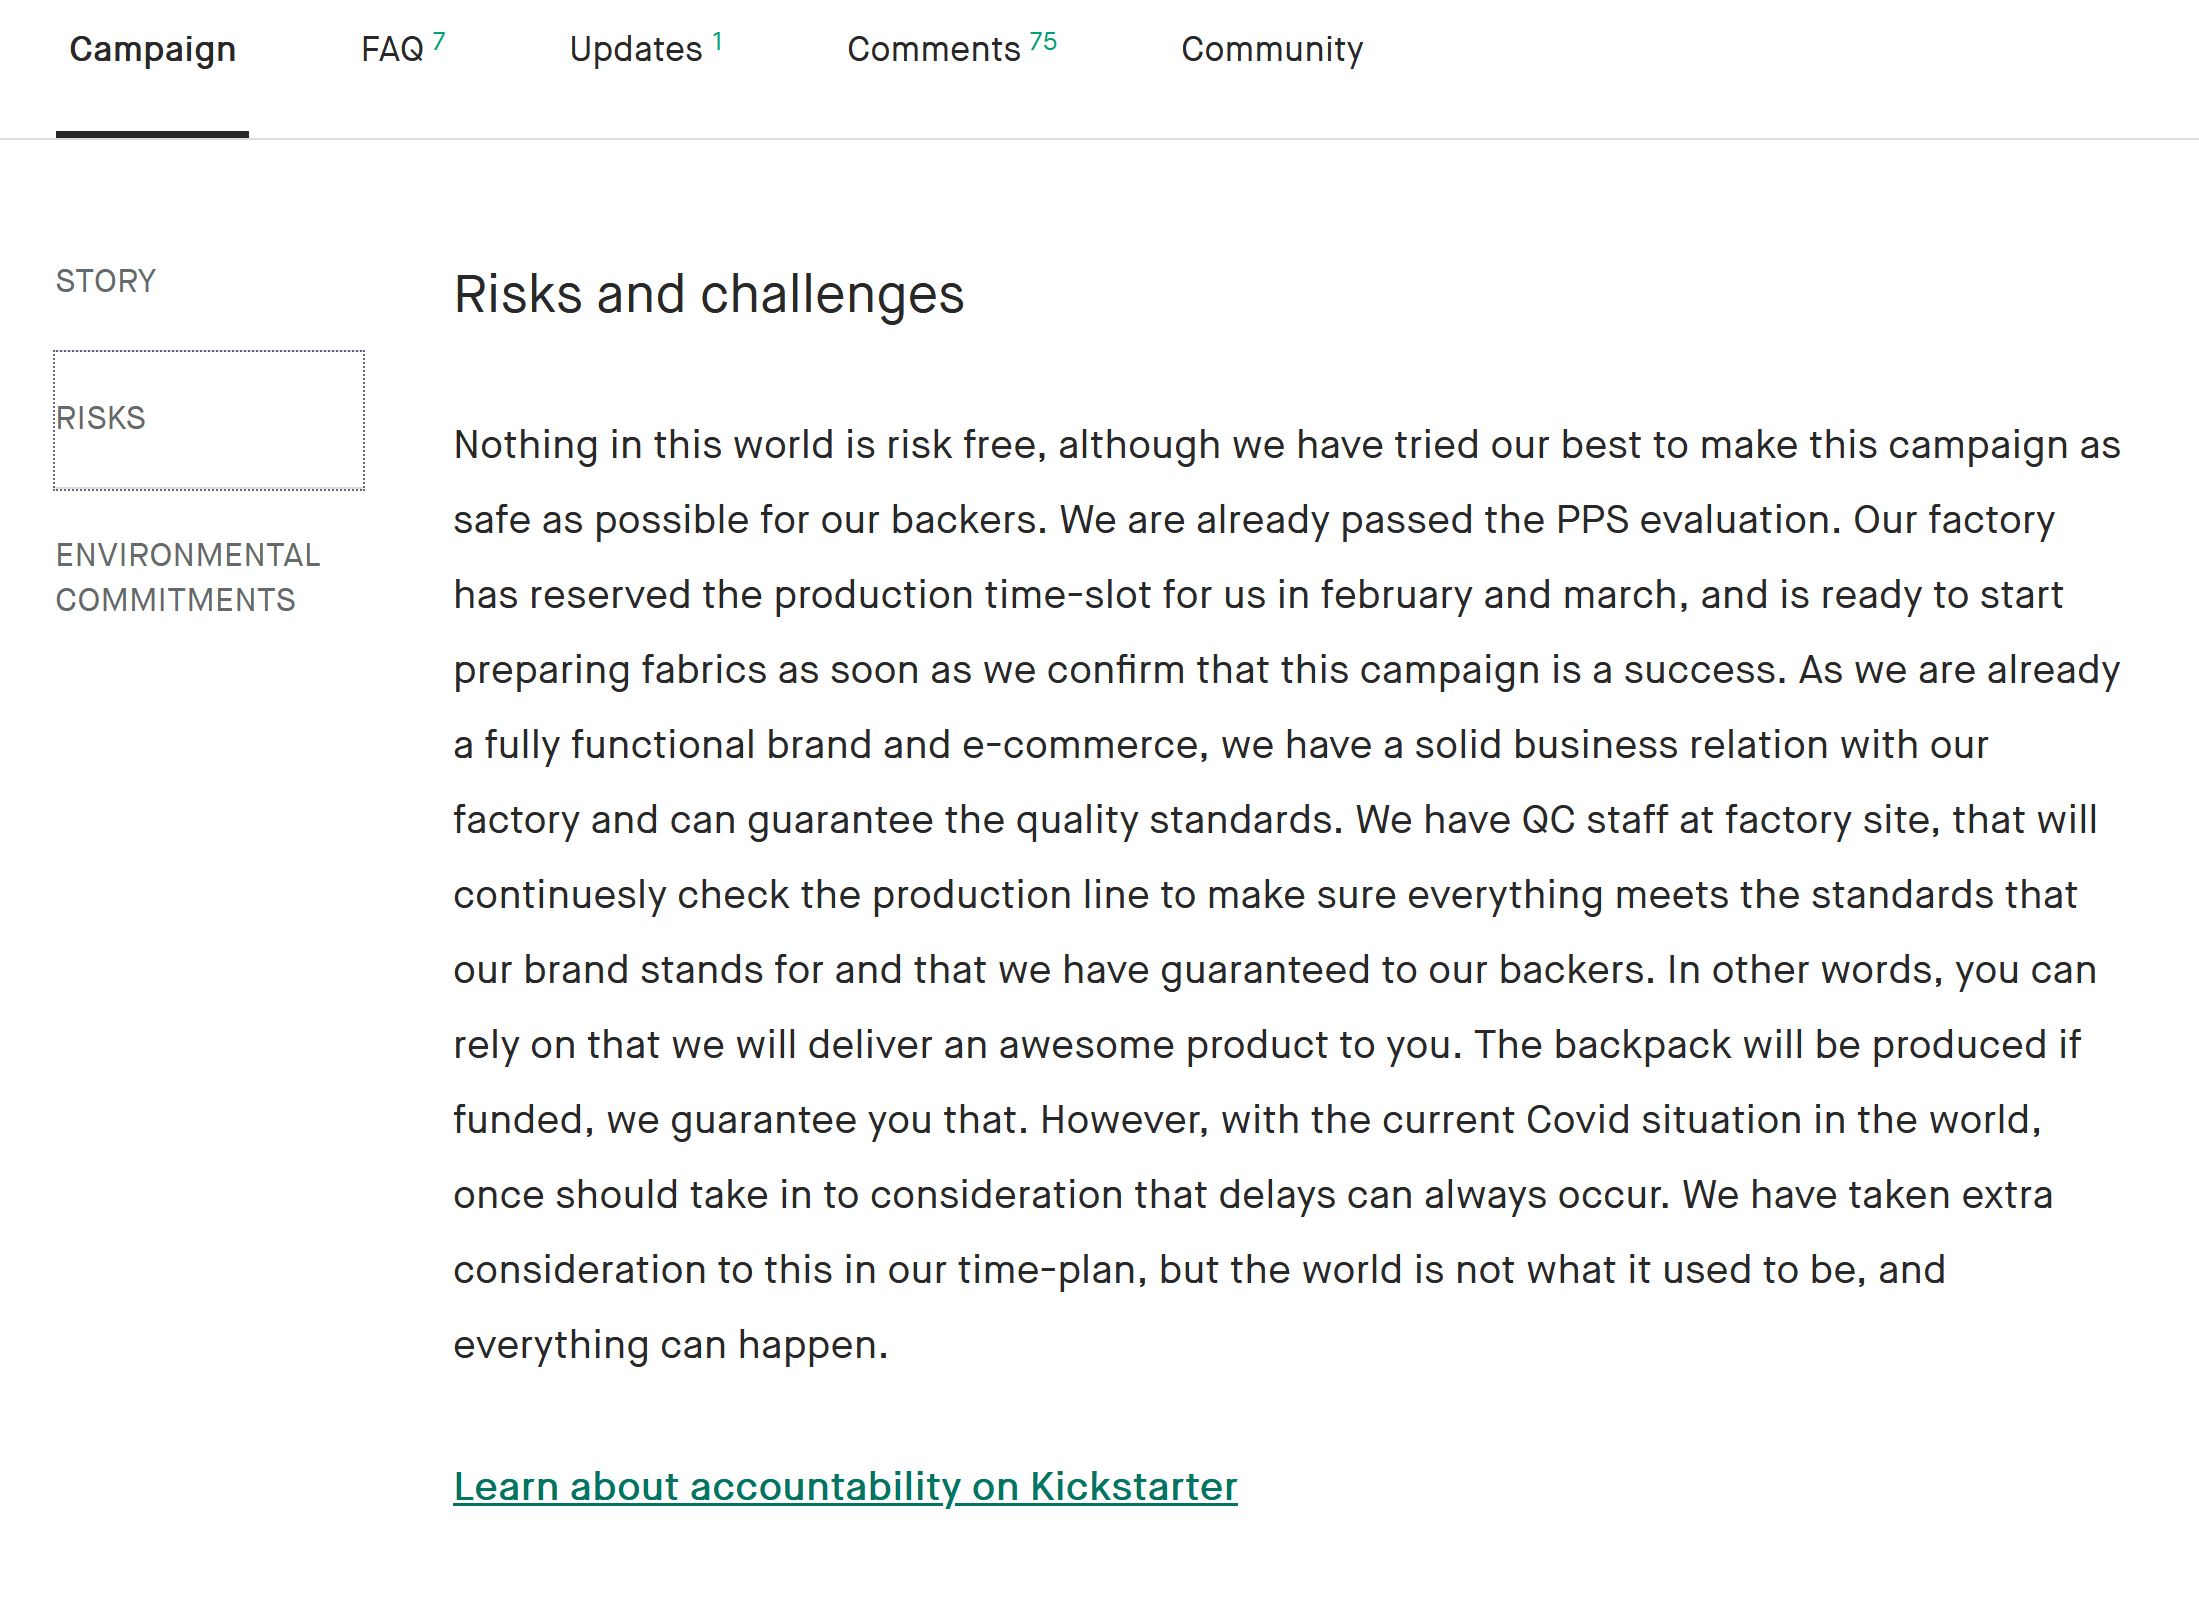 Campaign FAQ 7 Updates 1 Comments 75 Community
STORY
RISKS
ENVIRONMENTAL
COMMITMENTS
Risks and challenges
Nothing in this world is risk free, although we have tried our best to make this campaign as
safe as possible for our backers. We are already passed the PPS evaluation. Our factory
has reserved the production time-slot for us in february and march, and is ready to start
preparing fabrics as soon as we confirm that this campaign is a success. As we are already
a fully functional brand and e-commerce, we have a solid business relation with our
factory and can guarantee the quality standards. We have QC staff at factory site, that will
continuesly check the production line to make sure everything meets the standards that
our brand stands for and that we have guaranteed to our backers. In other words, you can
rely on that we will deliver an awesome product to you. The backpack will be produced if
funded, we guarantee you that. However, with the current Covid situation in the world,
once should take in to consideration that delays can always occur. We have taken extra
consideration to this in our time-plan, but the world is not what it used to be, and
everything can happen.
Learn about accountability on Kickstarter